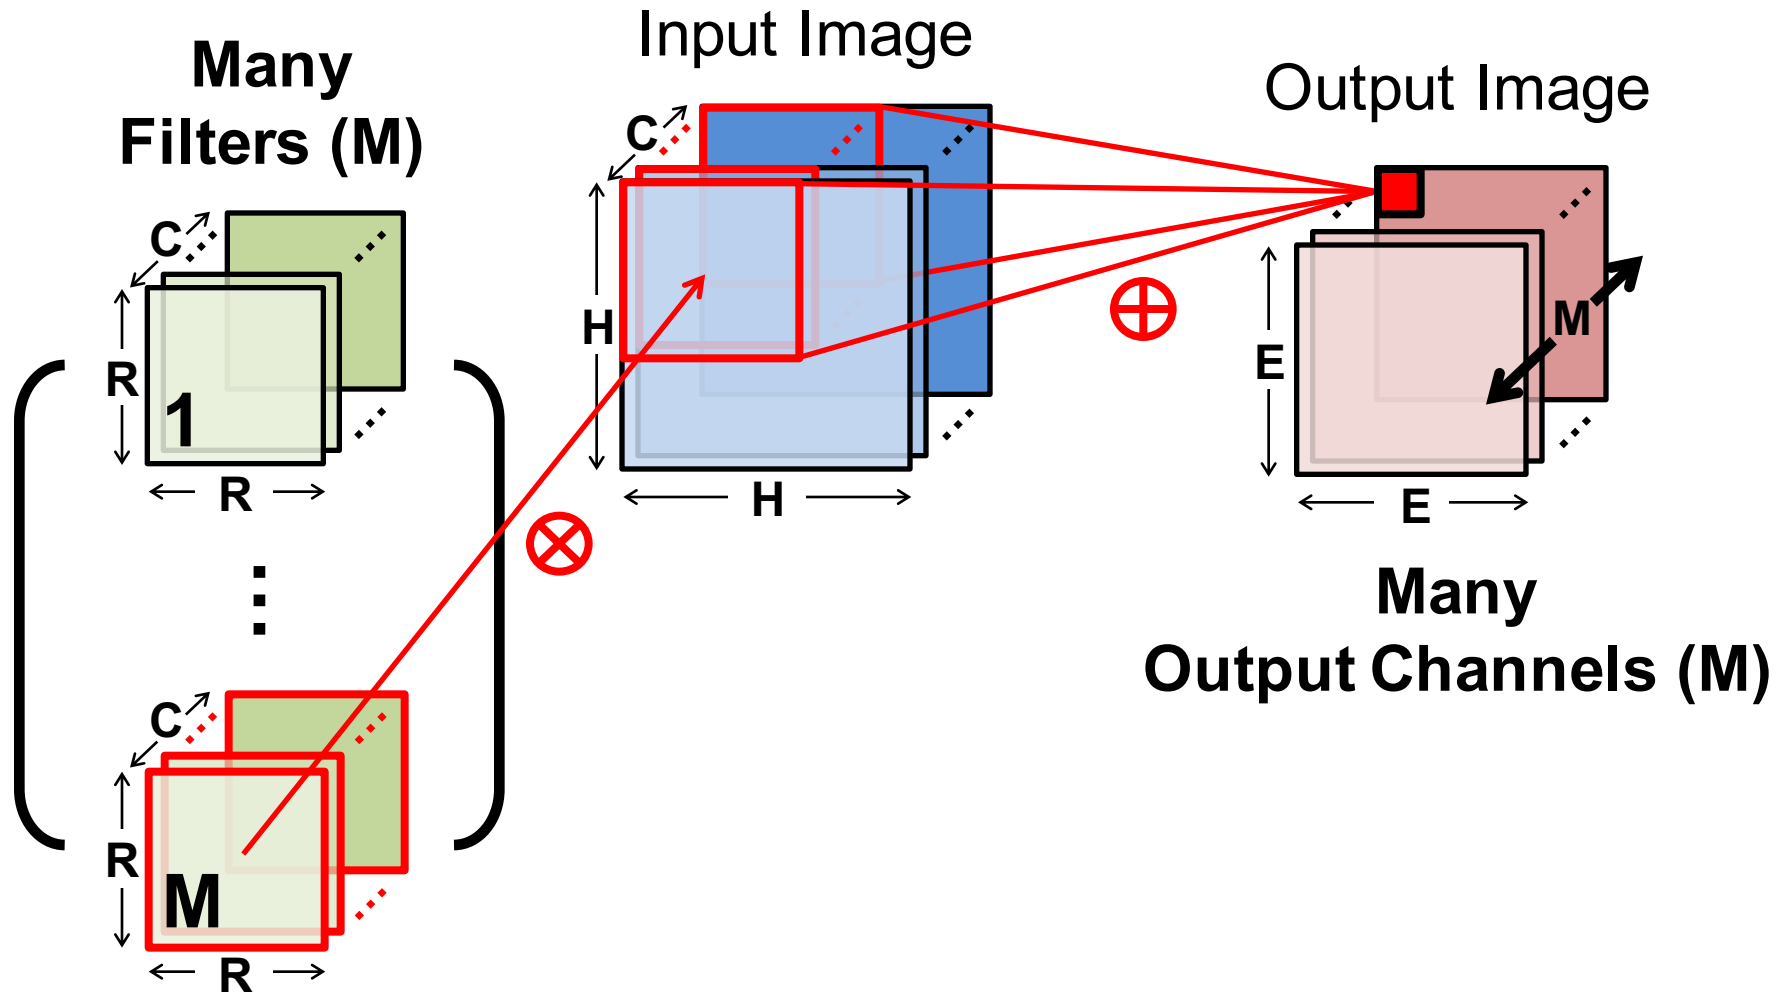 Many
Filters (M)
C
R
1
R
C
R
M
R
Input Image
C
H
H
Output Image
E
M
E
Many
Output Channels (M)